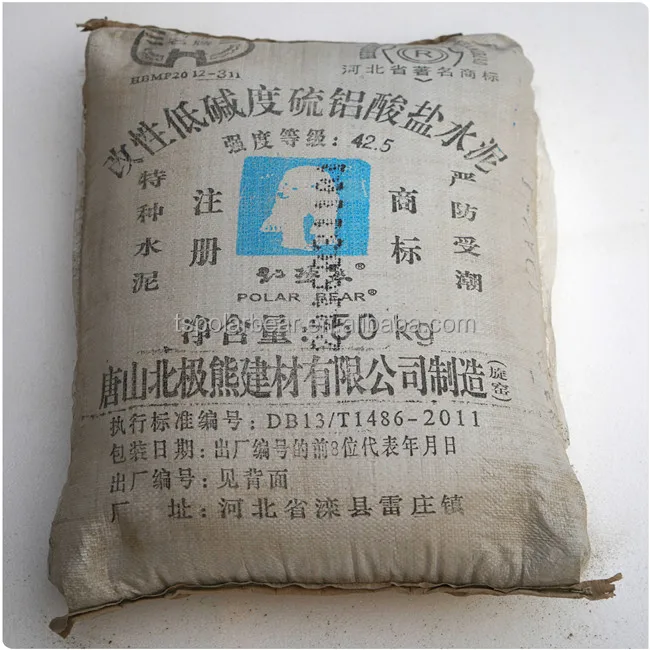 HBMP2012-311
河北省著名商标
改性低碱度硫铝酸盐水泥
强度等级：42.5
特种水泥
注册
商标
严防受潮
POLAR BEAR®
净含量：50 kg
唐山北极熊建材有限公司制造（旋窑）
执行标准编号：DB13/T1486-2011
包装日期：出厂编号的前8位代表年月日
出厂编号：见背面
厂 址：河北省滦县雷庄镇